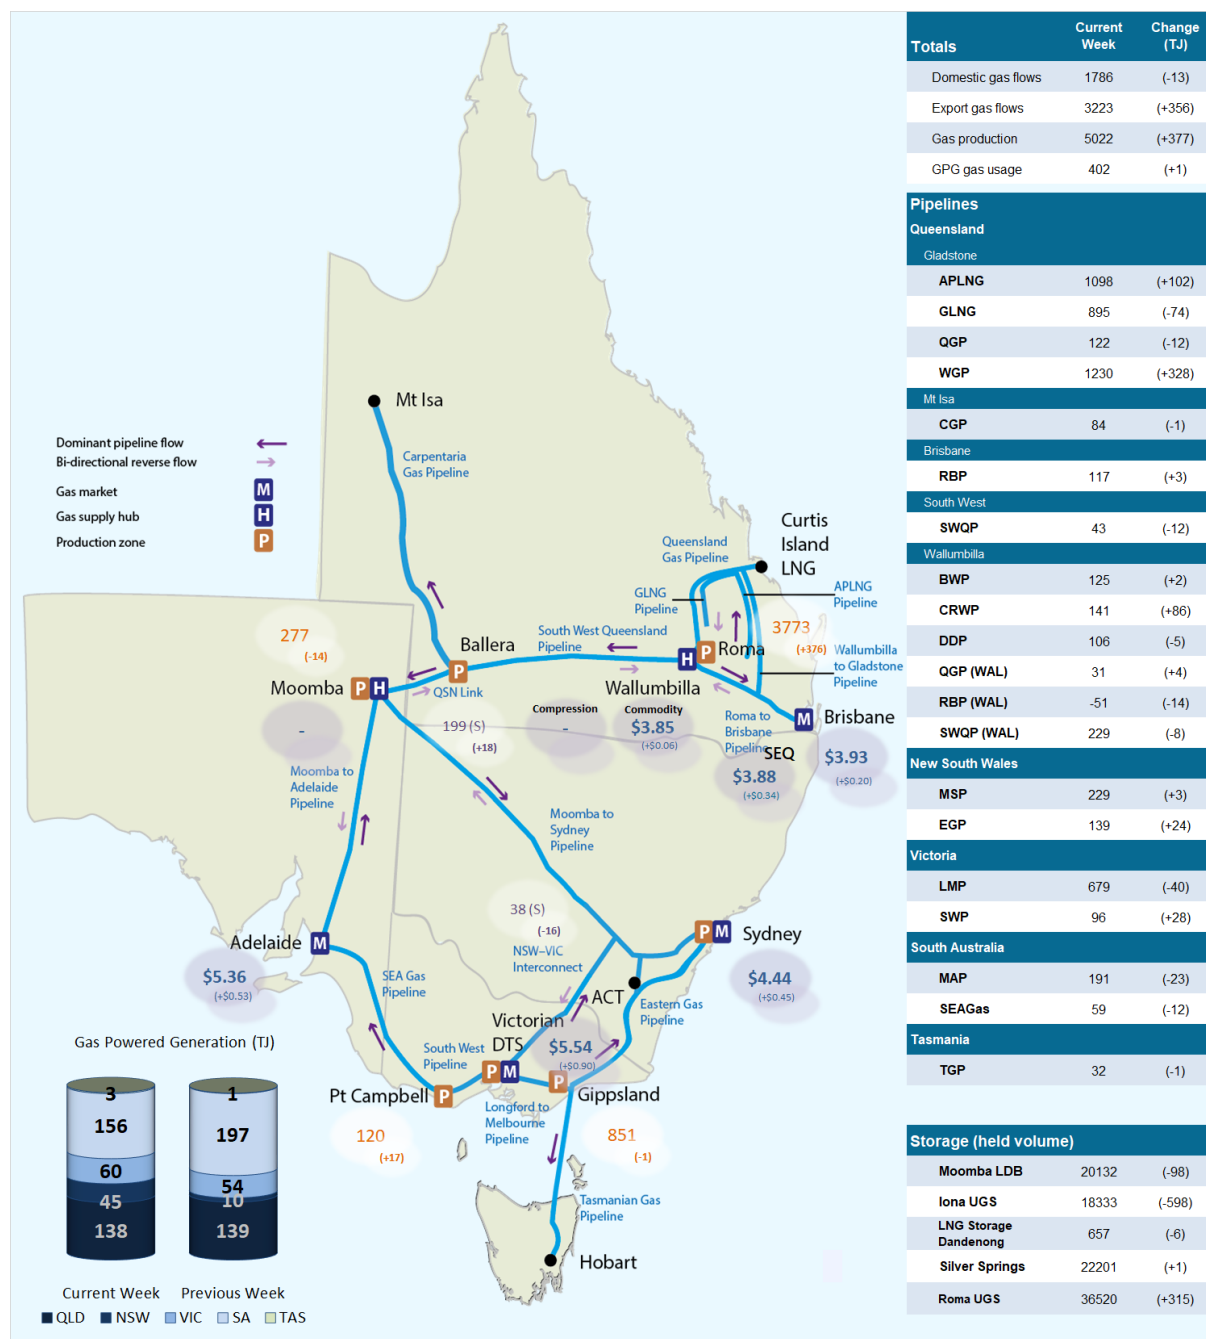 Mt Isa
Dominant pipeline flow
Bi-directional reverse flow
Gas market M
Gas supply hub H
Production zone P
Carpentaria
Gas Pipeline
Curtis
Island
LNG
Queensland
Gas Pipeline
GLNG
Pipeline
APLNG
Pipeline
277
(-14)
3773
(+376)
South West Queensland
Pipeline
Ballera
P
H P Roma
Wallumbilla
to Gladstone
Pipeline
Moomba P H
QSN Link
Wallumbilla
-
199 (S)
(+18)
Compression
-
Commodity
$3.85
(+$0.06)
Roma to
Brisbane
Pipeline
M Brisbane
SEQ
$3.88
(+$0.34)
$3.93
(+$0.20)
Moomba to
Adelaide
Pipeline
Moomba to
Sydney
Pipeline
38 (S)
(-16)
NSW-VIC
Interconnect
Adelaide M
$5.36
(+$0.53)
P M Sydney
$4.44
(+$0.45)
SEA Gas
Pipeline
ACT
Eastern Gas
Pipeline
Victorian
DTS
$5.54
(+$0.90)
South West
Pipeline
P M
P
Gippsland
Pt Campbell P
Longford to
Melbourne
Pipeline
120
(+17)
851
(-1)
Tasmanian Gas
Pipeline
Hobart
Gas Powered Generation (TJ)
3 1
156 197
60 54
45 10
138 139
Current Week Previous Week
QLD NSW VIC SA TAS
Totals Current Week Change (TJ)
Domestic gas flows 1786 (-13)
Export gas flows 3223 (+356)
Gas production 5022 (+377)
GPG gas usage 402 (+1)
Pipelines
Queensland
Gladstone
APLNG 1098 (+102)
GLNG 895 (-74)
QGP 122 (-12)
WGP 1230 (+328)
Mt Isa
CGP 84 (-1)
Brisbane
RBP 117 (+3)
South West
SWQP 43 (-12)
Wallumbilla
BWP 125 (+2)
CRWP 141 (+86)
DDP 106 (-5)
QGP (WAL) 31 (+4)
RBP (WAL) -51 (-14)
SWQP (WAL) 229 (-8)
New South Wales
MSP 229 (+3)
EGP 139 (+24)
Victoria
LMP 679 (-40)
SWP 96 (+28)
South Australia
MAP 191 (-23)
SEAGas 59 (-12)
Tasmania
TGP 32 (-1)
Storage (held volume)
Moomba LDB 20132 (-98)
Iona UGS 18333 (-598)
LNG Storage
Dandenong 657 (-6)
Silver Springs 22201 (+1)
Roma UGS 36520 (+315)